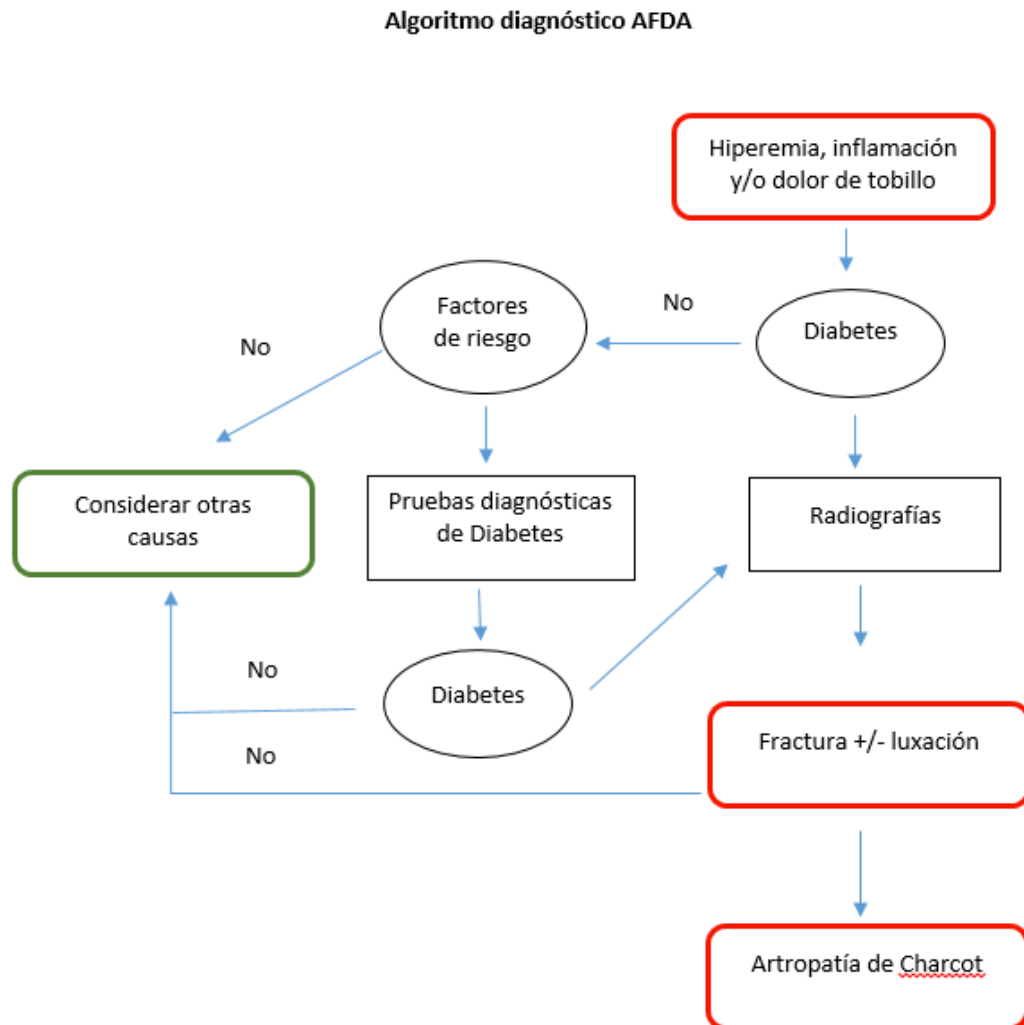 Algoritmo diagnóstico AFDA
Hiperemia, inflamación
y/o dolor de tobillo
Factores
de riesgo
No
Diabetes
No
Considerar otras
causas
Pruebas diagnósticas
de Diabetes
Radiografías
No
Diabetes
No
Fractura +/- luxación
Artropatía de Charcot